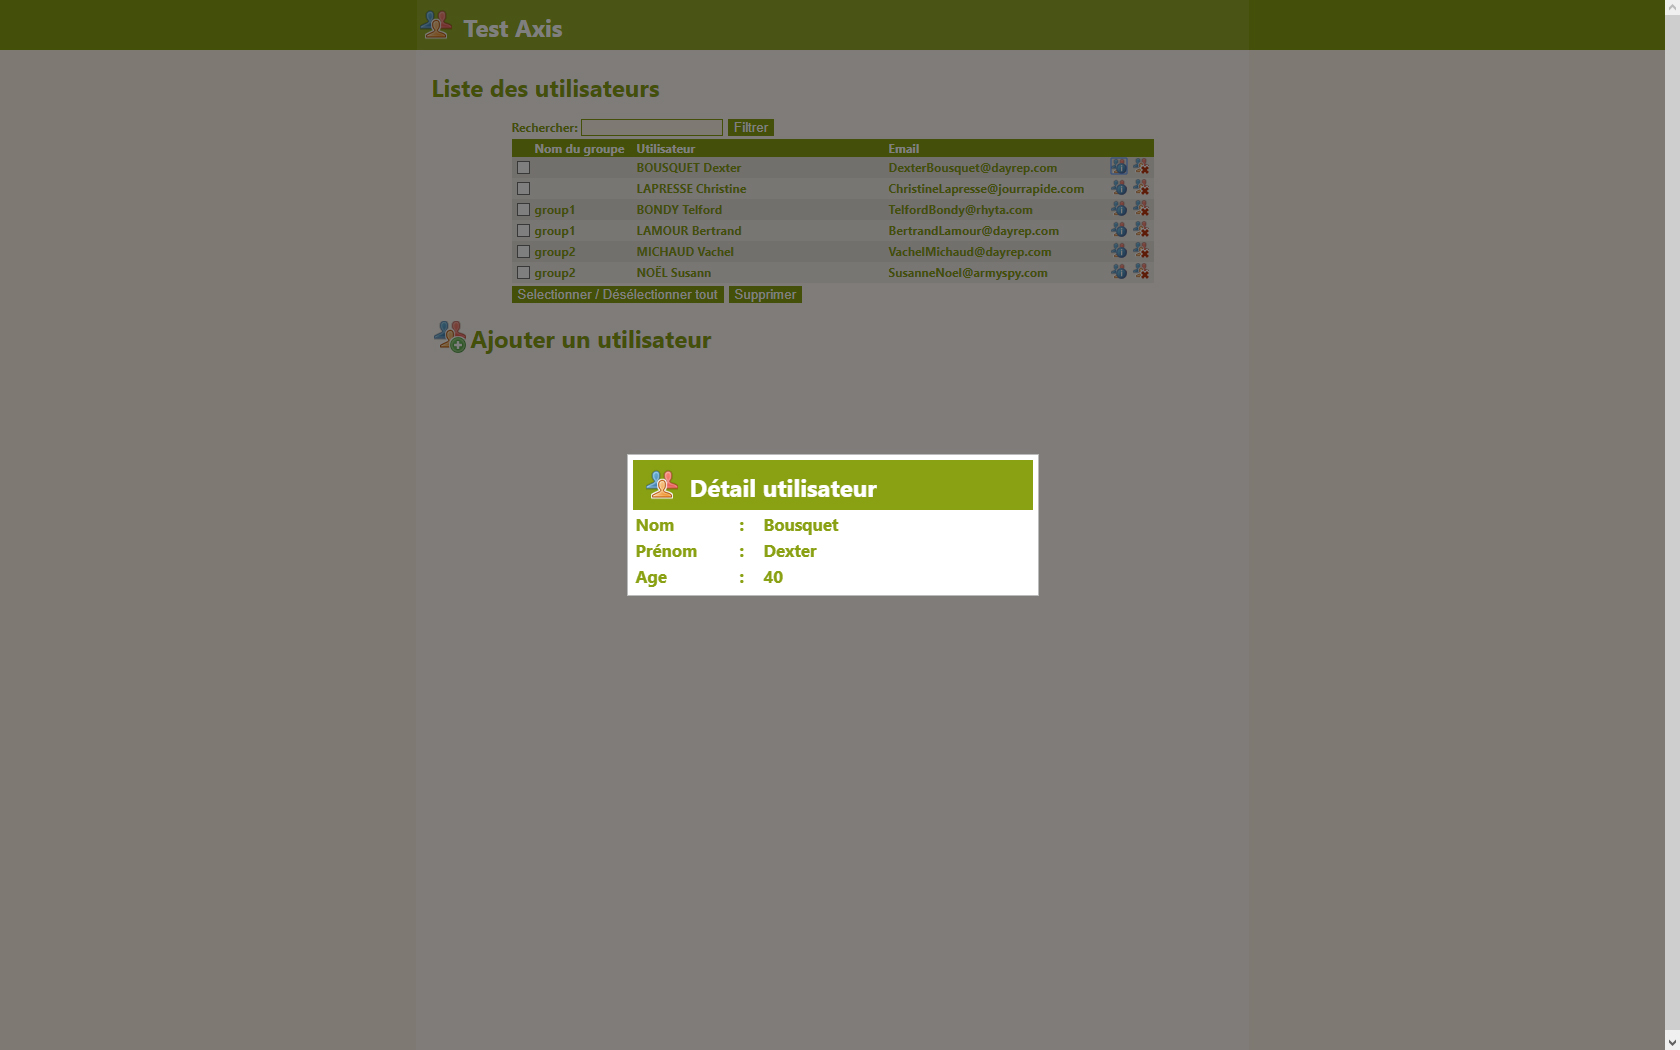 Test Axis
Liste des utilisateurs
Rechercher: Filtrer
Nom du groupe Utilisateur Email
BOUSQUET Dexter DexterBousquet@dayrep.com
LAPRESSE Christine ChristineLapresse@jourrapide.com
group1 BONDY Telford TelfordBondy@rhyta.com
group1 LAMOUR Bertrand BertrandLamour@dayrep.com
group2 MICHAUD Vachel VachelMichaud@dayrep.com
group2 NOËL Susann SusanneNoel@armyspy.com
Selectionner / Désélectionner tout Supprimer
Ajouter un utilisateur
Détail utilisateur
Nom : Bousquet
Prénom : Dexter
Age : 40